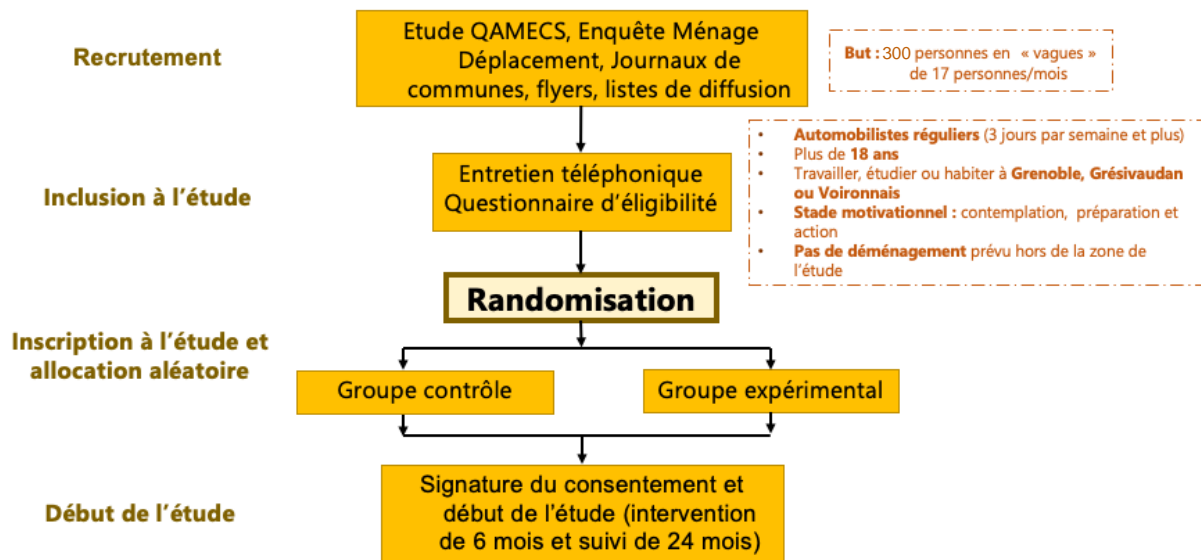 Recrutement
Etude QAMECS, Enquête Ménage
Déplacement, Journaux de
communes, flyers, listes de diffusion
But : 300 personnes en « vagues »
de 17 personnes/mois
Inclusion à l’étude
Entretien téléphonique
Questionnaire d’éligibilité
• Automobilistes réguliers (3 jours par semaine et plus)
• Plus de 18 ans
• Travailler, étudier ou habiter à Grenoble, Grésivaudan
ou Voironnais
• Stade motivationnel : contemplation, préparation et
action
• Pas de déménagement prévu hors de la zone de
l’étude
Randomisation
Inscription à l’étude et
allocation aléatoire
Groupe contrôle
Groupe expérimental
Début de l’étude
Signature du consentement et
début de l’étude (intervention
de 6 mois et suivi de 24 mois)